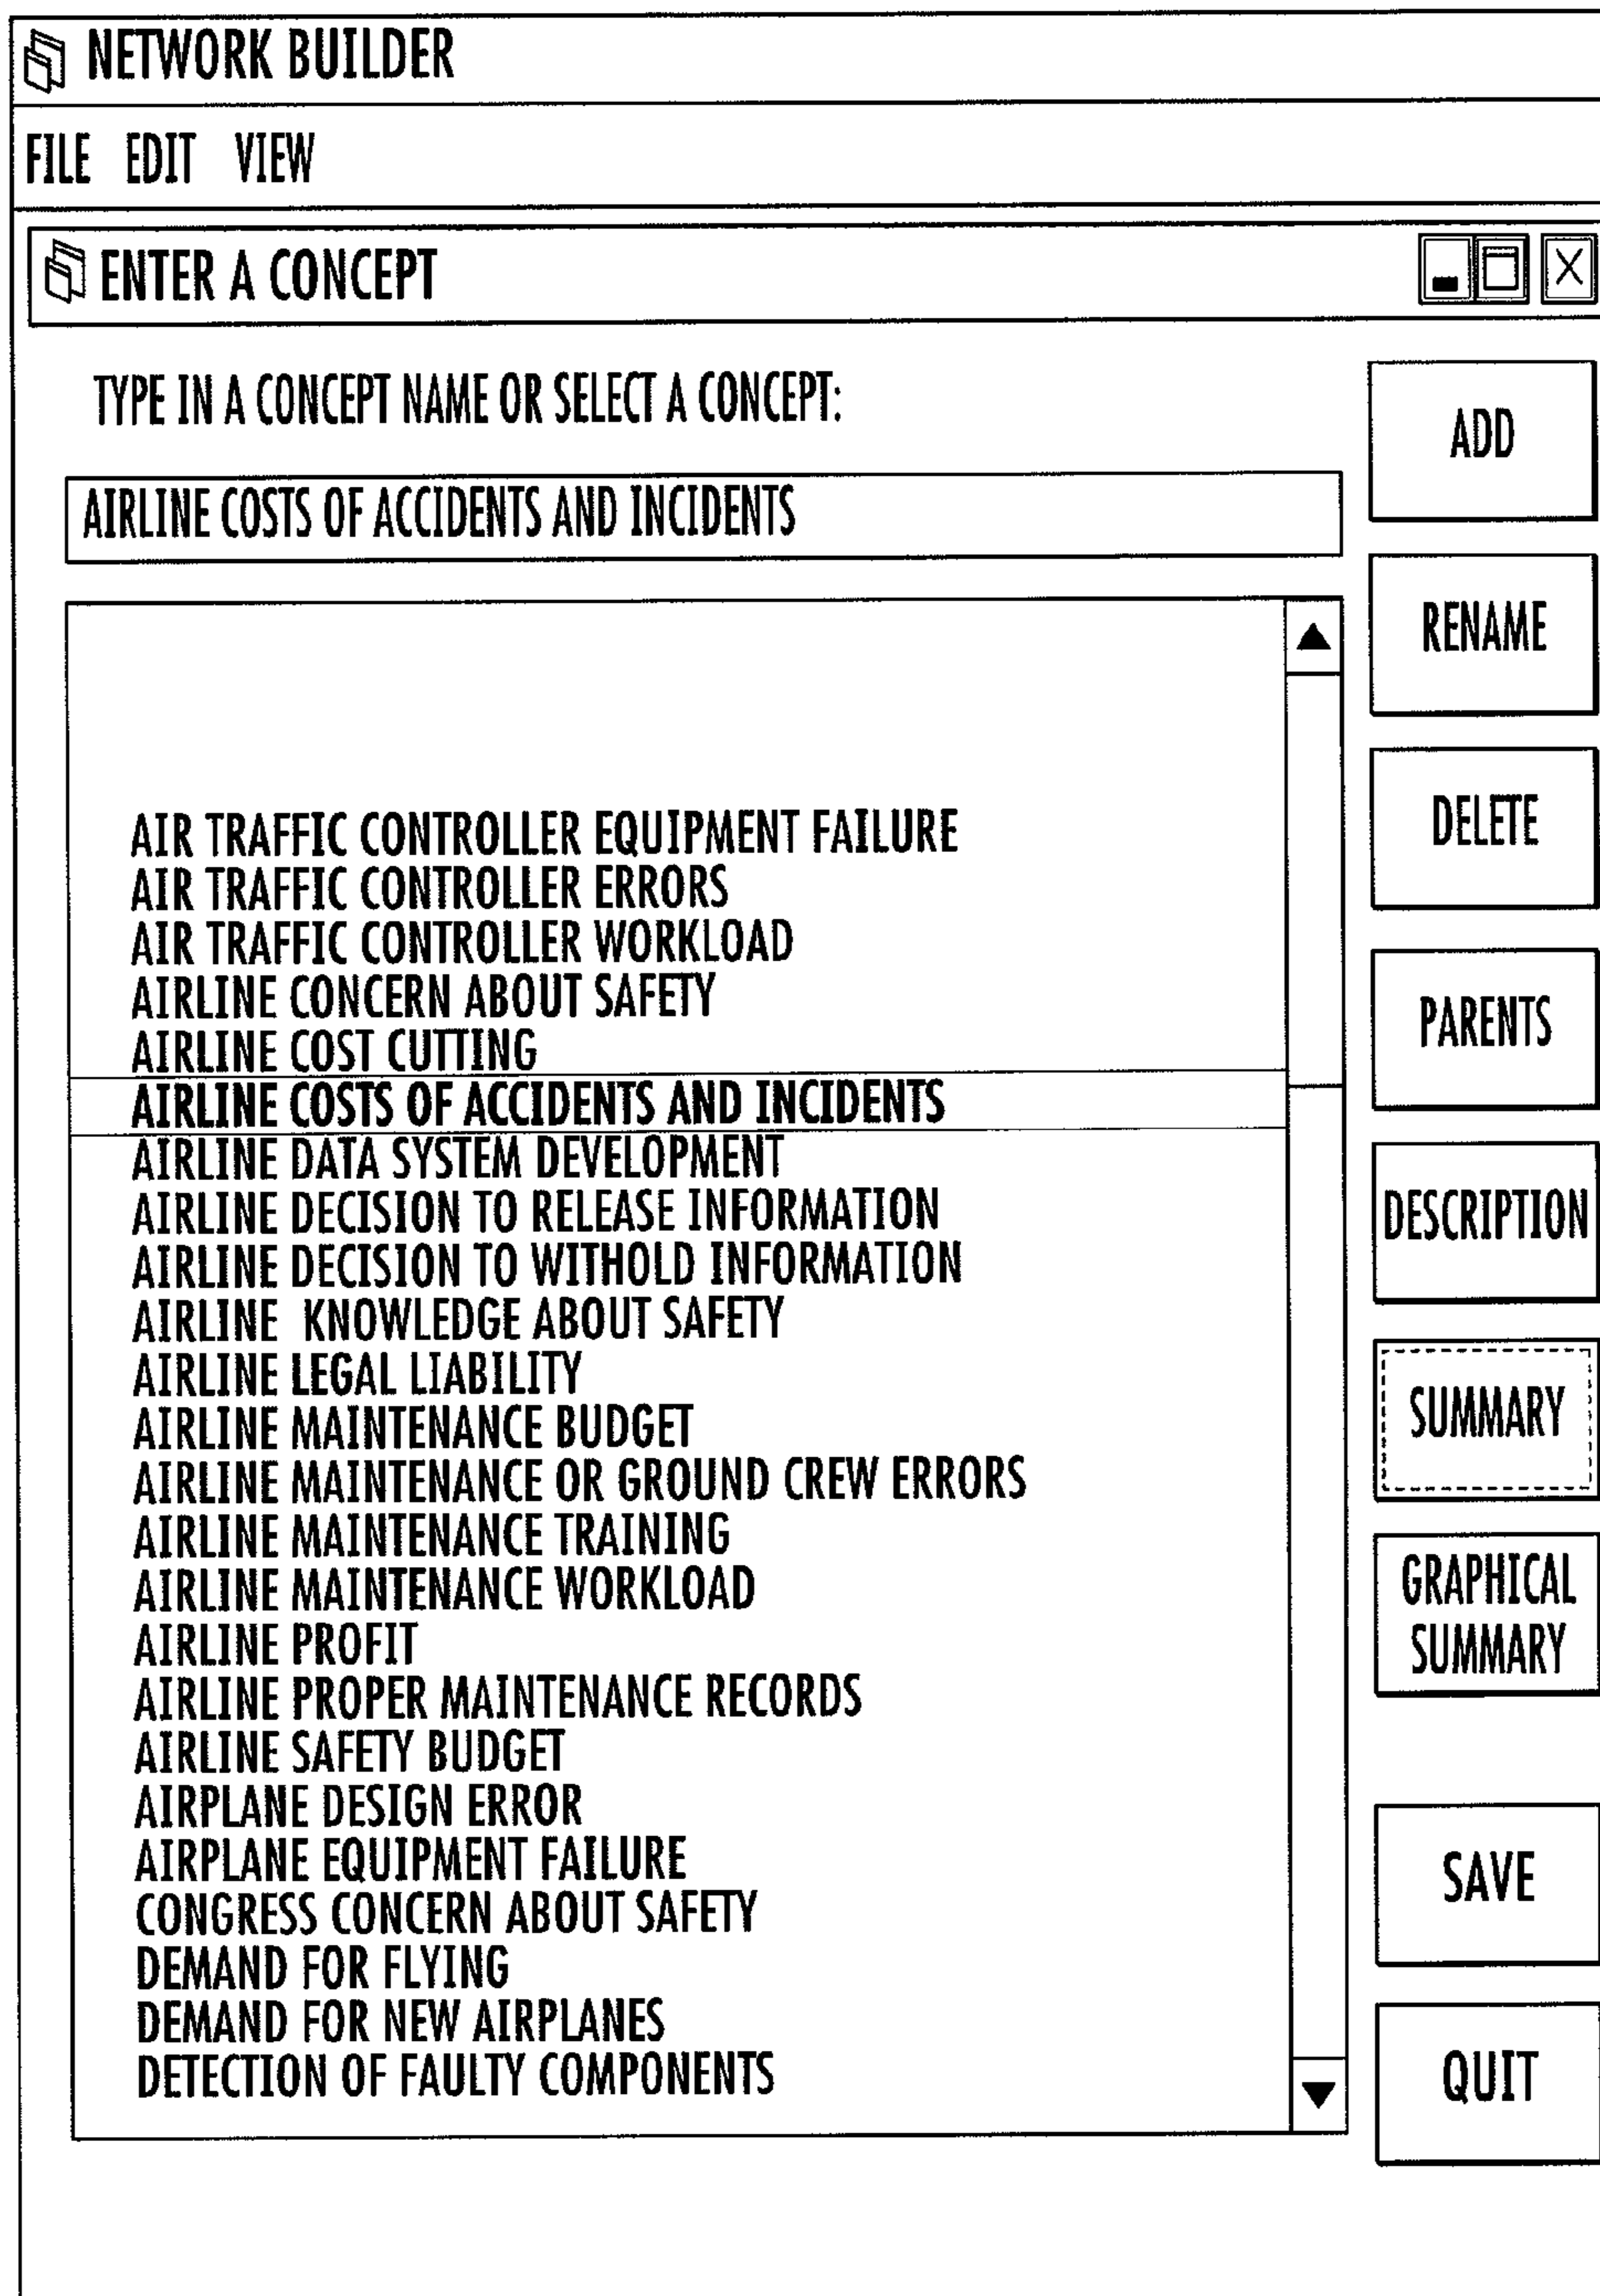 NETWORK BUILDER
FILE EDIT VIEW
ENTER A CONCEPT
TYPE IN A CONCEPT NAME OR SELECT A CONCEPT:
AIRLINE COSTS OF ACCIDENTS AND INCIDENTS
AIR TRAFFIC CONTROLLER EQUIPMENT FAILURE
AIR TRAFFIC CONTROLLER ERRORS
AIR TRAFFIC CONTROLLER WORKLOAD
AIRLINE CONCERN ABOUT SAFETY
AIRLINE COST CUTTING
AIRLINE COSTS OF ACCIDENTS AND INCIDENTS
AIRLINE DATA SYSTEM DEVELOPMENT
AIRLINE DECISION TO RELEASE INFORMATION
AIRLINE DECISION TO WITHOLD INFORMATION
AIRLINE KNOWLEDGE ABOUT SAFETY
AIRLINE LEGAL LIABILITY
AIRLINE MAINTENANCE BUDGET
AIRLINE MAINTENANCE OR GROUND CREW ERRORS
AIRLINE MAINTENANCE TRAINING
AIRLINE MAINTENANCE WORKLOAD
AIRLINE PROFIT
AIRLINE PROPER MAINTENANCE RECORDS
AIRLINE SAFETY BUDGET
AIRPLANE DESIGN ERROR
AIRPLANE EQUIPMENT FAILURE
CONGRESS CONCERN ABOUT SAFETY
DEMAND FOR FLYING
DEMAND FOR NEW AIRPLANES
DETECTION OF FAULTY COMPONENTS
ADD
RENAME
DELETE
PARENTS
DESCRIPTION
SUMMARY
GRAPHICAL
SUMMARY
SAVE
QUIT